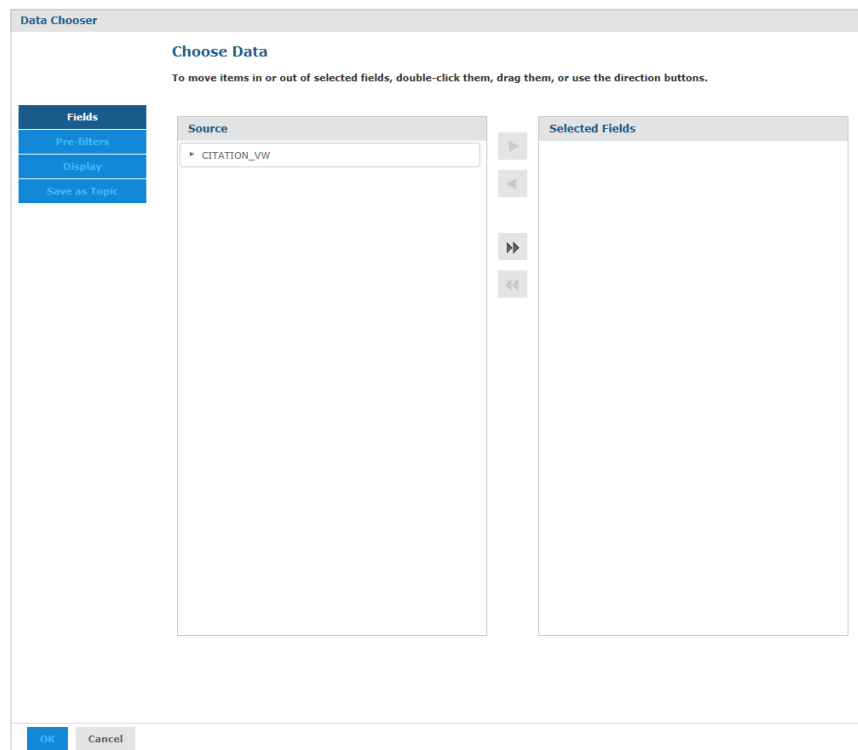 Data Chooser
Choose Data
To move items in or out of selected fields, double-click them, drag them, or use the direction buttons.
Fields
Pre-filters
Display
Save as Topic
Source
CITATION_VW
Selected Fields
OK
Cancel